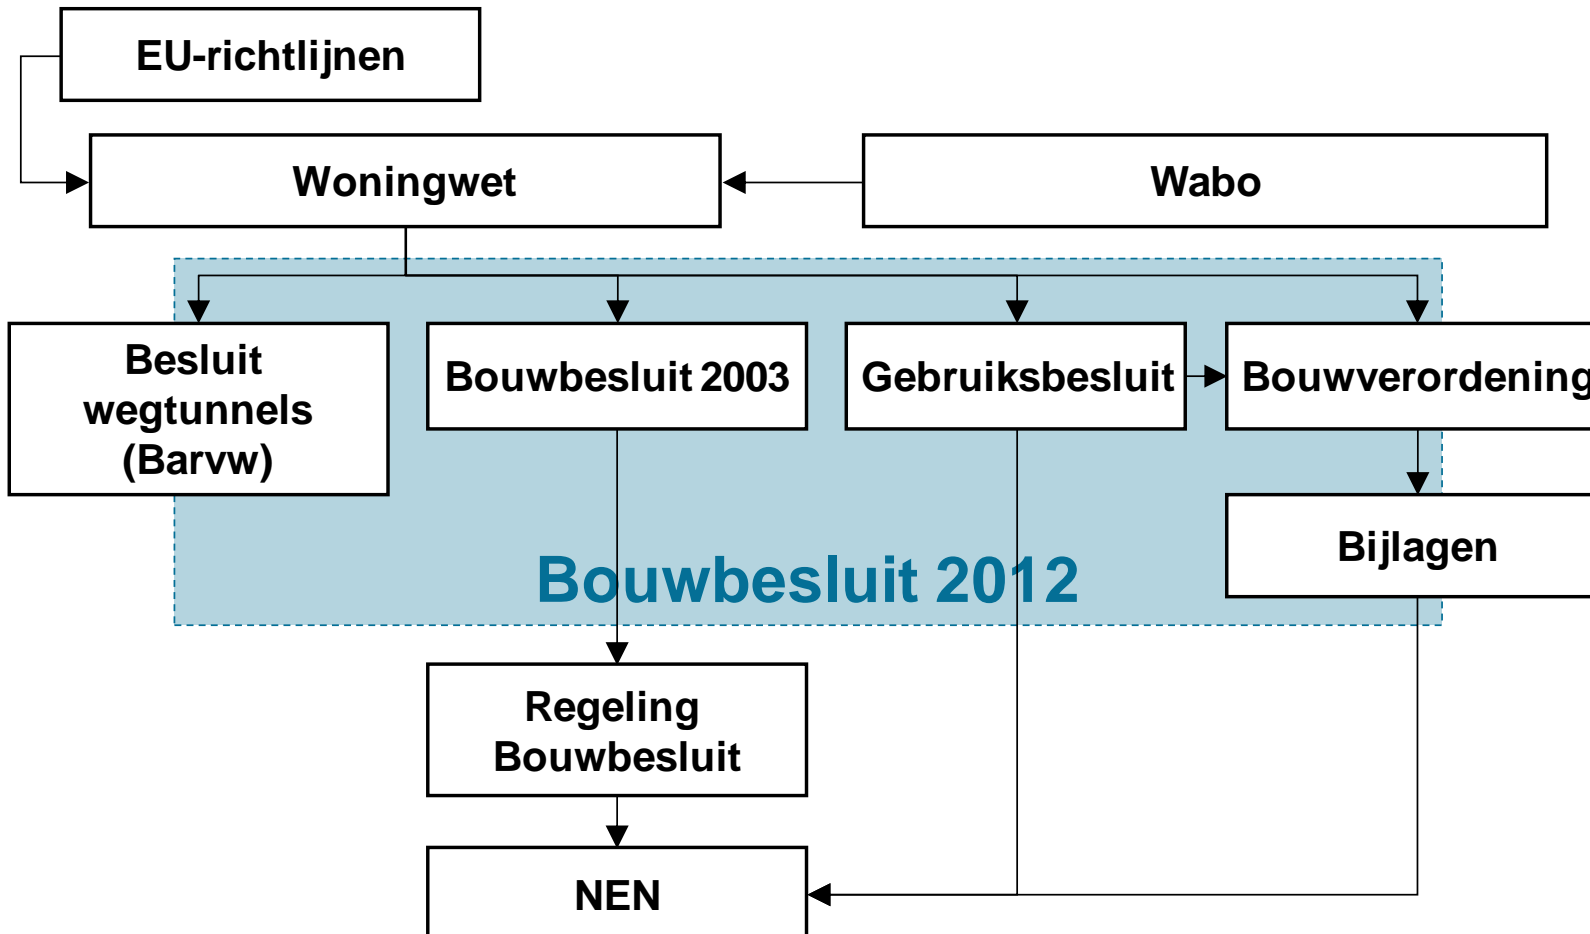 EU-richtlijnen
Woningwet
Wabo
Besluit
wegtunnels
(Barvw)
Bouwbesluit 2003
Gebruiksbesluit
Bouwverordening
Bijlagen
Bouwbesluit 2012
Regeling
Bouwbesluit
NEN